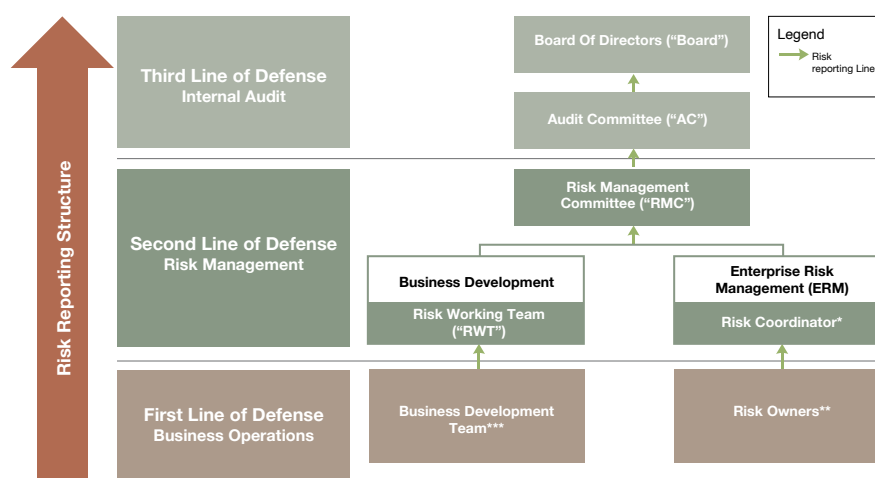 Risk Reporting Structure
Third Line of Defense
Internal Audit
Board Of Directors (“Board”)
Audit Committee (“AC”)
Legend
Risk
reporting Line
Second Line of Defense
Risk Management
Risk Management
Committee (“RMC”)
Business Development
Risk Working Team
(“RWT”)
Enterprise Risk
Management (ERM)
Risk Coordinator*
First Line of Defense
Business Operations
Business Development
Team***
Risk Owners**